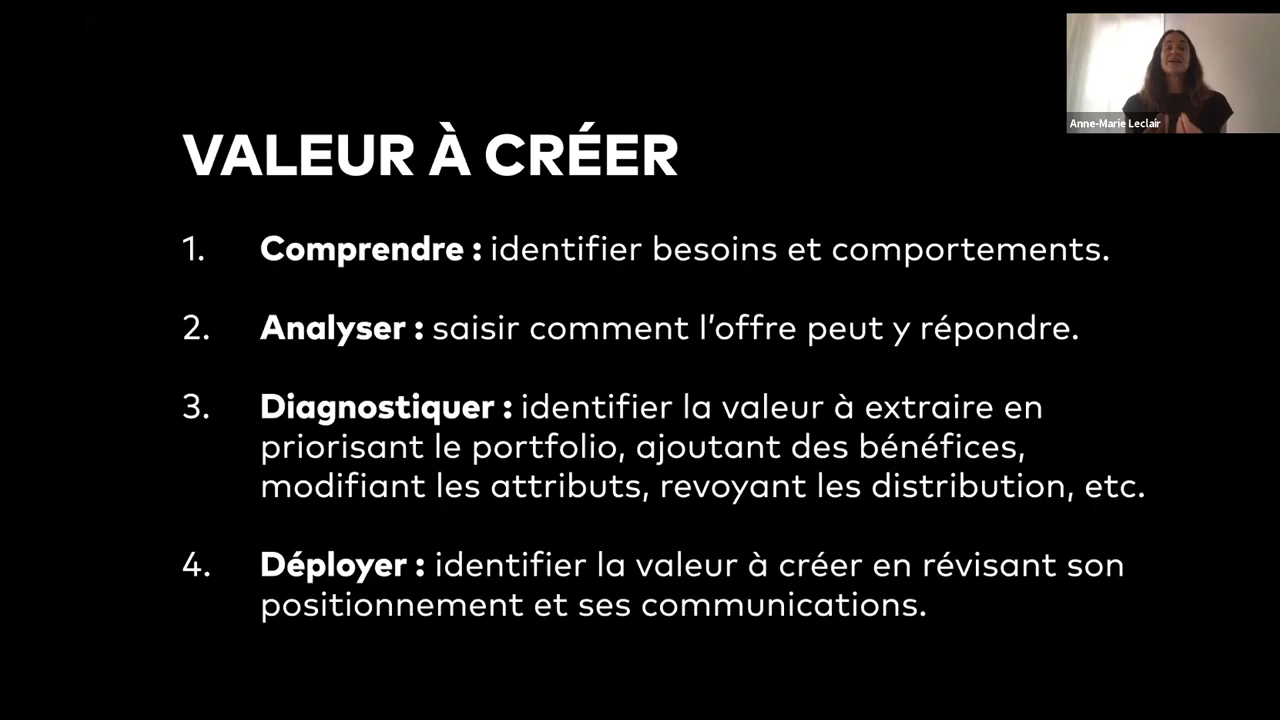 Anne-Marie Leclair
VALEUR À CRÉER
1. Comprendre : identifier besoins et comportements.
2. Analyser : saisir comment l’offre peut y répondre.
3. Diagnostiquer : identifier la valeur à extraire en
priorisant le portfolio, ajoutant des bénéfices,
modifiant les attributs, revoyant les distribution, etc.
4. Déployer : identifier la valeur à créer en révisant son
positionnement et ses communications.